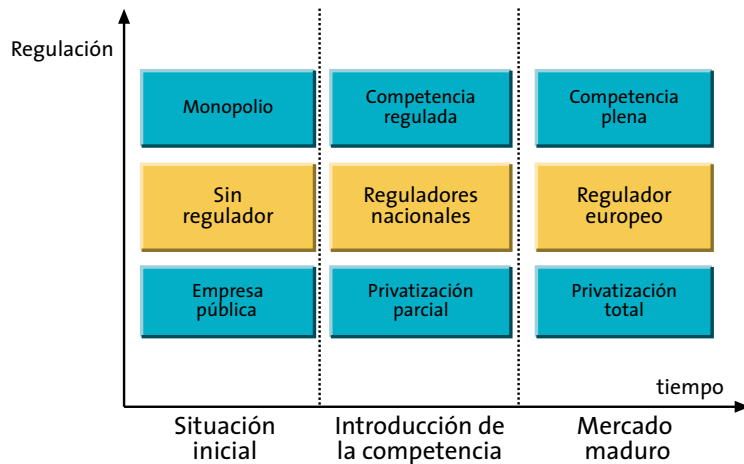 Regulación
Monopolio
Competencia
regulada
Competencia
plena
Sin
regulador
Reguladores
nacionales
Regulador
europeo
Empresa
pública
Privatización
parcial
Privatización
total
tiempo
Situación
inicial
Introducción de
la competencia
Mercado
maduro